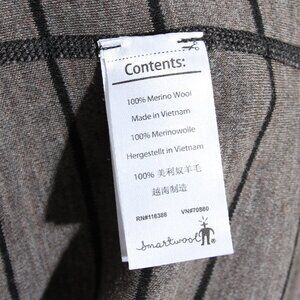 Contents:
100% Merino Wool
Made in Vietnam
100% Merinowolle
Hergestellt in Vietnam
100% 美利奴羊毛
越南制造
RN#116388 VN#70860
Smartwool ®